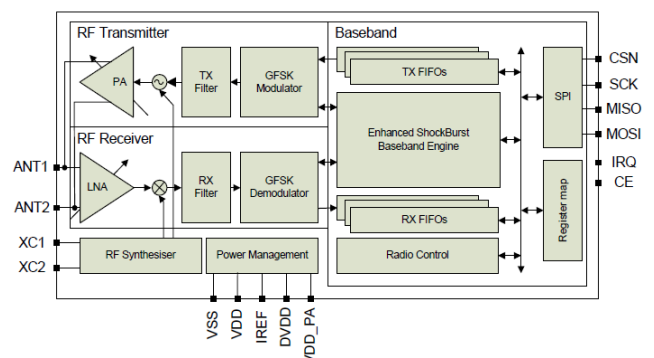 RF Transmitter
Baseband
PA
TX
Filter
GFSK
Modulator
TX FIFOs
SPI
CSN
SCK
MISO
MOSI
Enhanced ShockBurst
Baseband Engine
RF Receiver
ANT1
LNA
RX
Filter
GFSK
Demodulator
IRQ
CE
ANT2
RX FIFOs
Register map
XC1
XC2
RF Synthesiser
Power Management
Radio Control
VSS
VDD
IREF
DVDD
VDD_PA